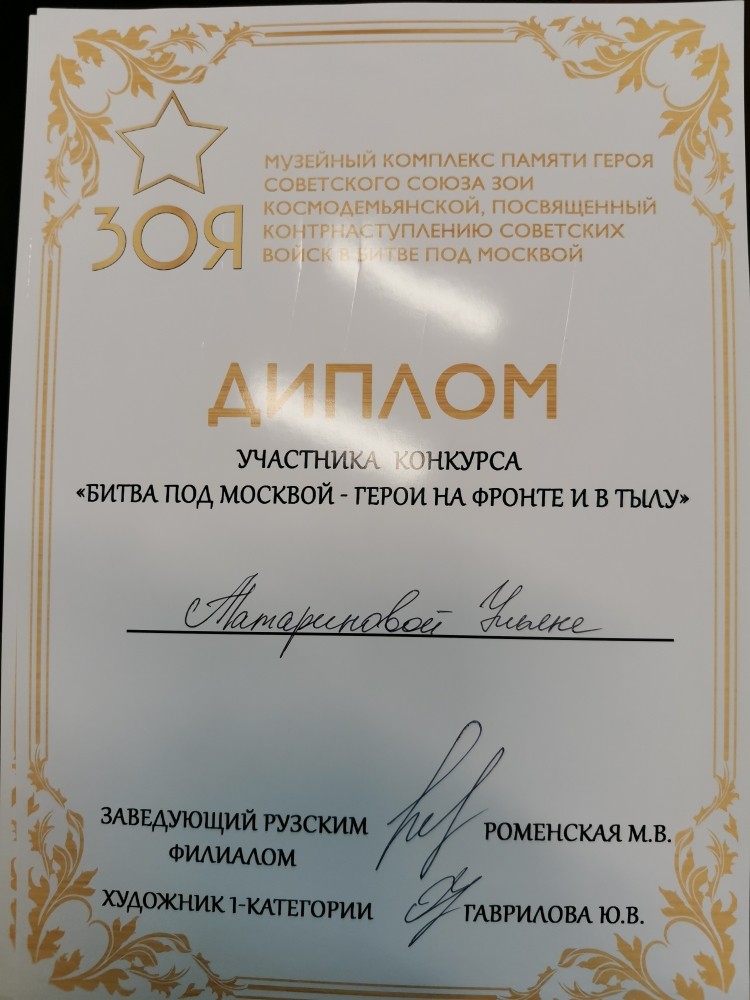 ЗОЯ
МУЗЕЙНЫЙ КОМПЛЕКС ПАМЯТИ ГЕРОЯ
СОВЕТСКОГО СОЮЗА ЗОИ
КОСМОДЕМЬЯНСКОЙ, ПОСВЯЩЕННЫЙ
КОНТРНАСТУПЛЕНИЮ СОВЕТСКИХ
ВОЙСК В БИТВЕ ПОД МОСКВОЙ
ДИПЛОМ
УЧАСТНИКА КОНКУРСА
«БИТВА ПОД МОСКВОЙ - ГЕРОИ НА ФРОНТЕ И В ТЫЛУ»
Татариновой Ульяне
ЗАВЕДУЮЩИЙ РУЗСКИМ
ФИЛИАЛОМ
РОМЕНСКАЯ М.В.
ХУДОЖНИК 1-КАТЕГОРИИ
ГАВРИЛОВА Ю.В.